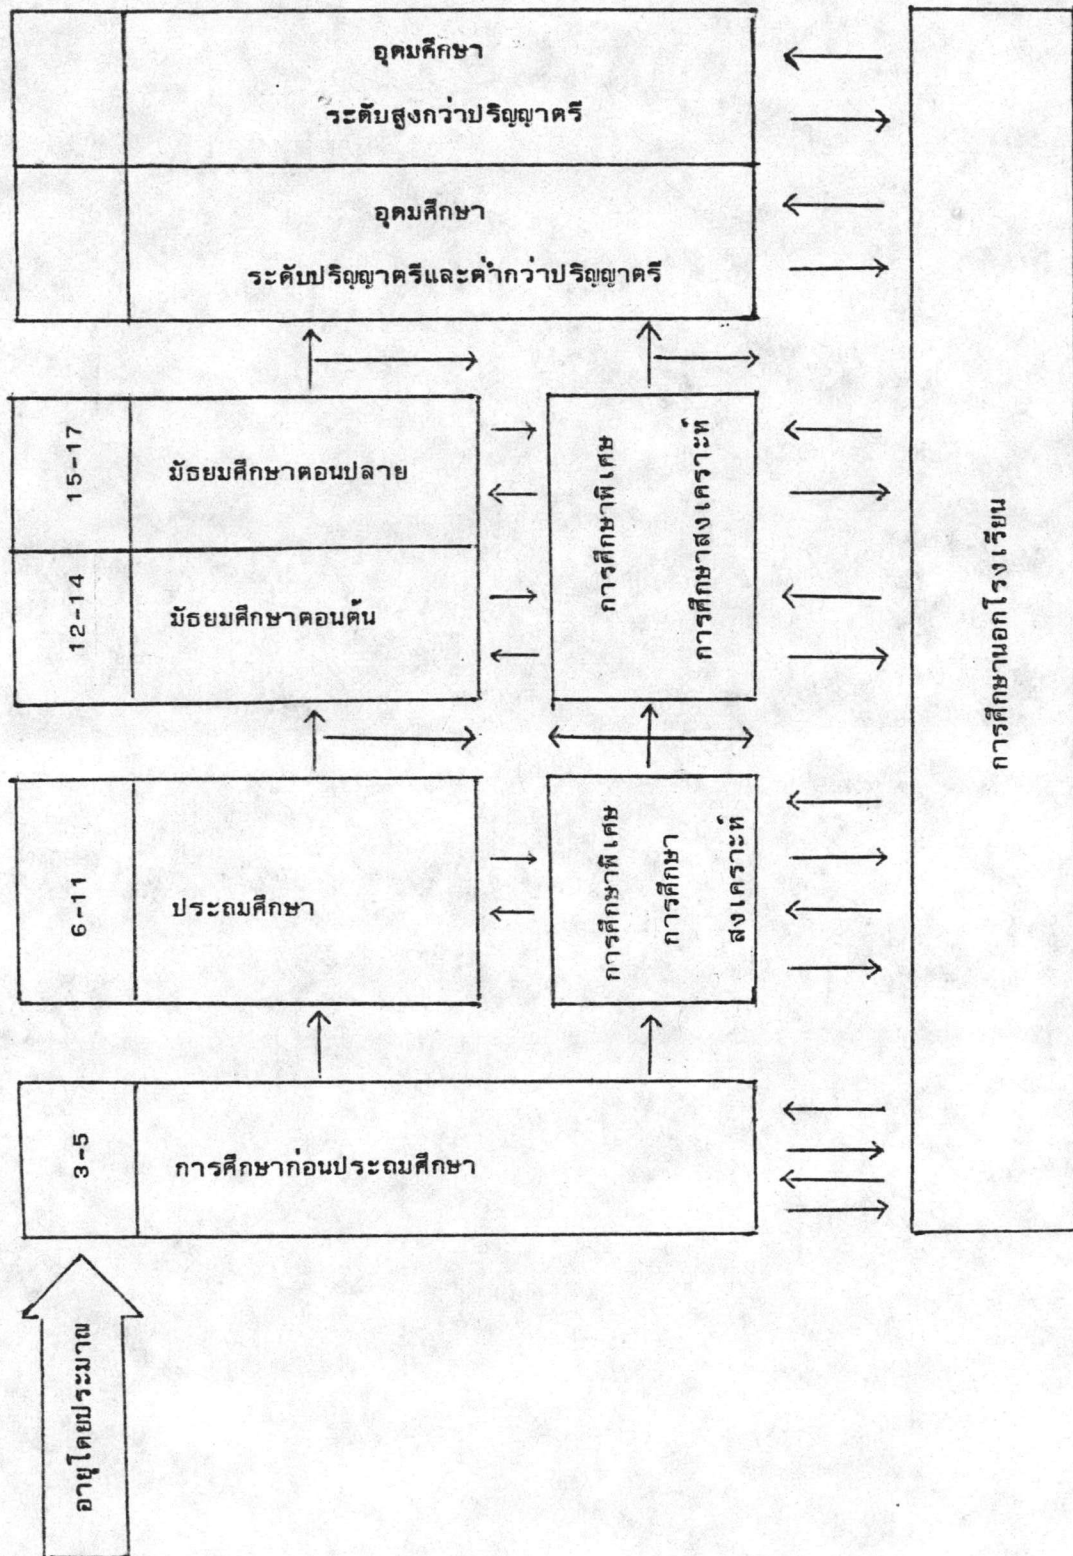 อุดมศึกษา
ระดับสูงกว่าปริญญาตรี
อุดมศึกษา
ระดับปริญญาตรีและต่ำกว่าปริญญาตรี
15-17
มัธยมศึกษาตอนปลาย
12-14
มัธยมศึกษาตอนต้น
การศึกษาพิเศษ
การศึกษาสงเคราะห์
6-11
ประถมศึกษา
การศึกษาพิเศษ
การศึกษา
สงเคราะห์
3-5
การศึกษาก่อนประถมศึกษา
การศึกษานอกโรงเรียน
อายุโดยประมาณ